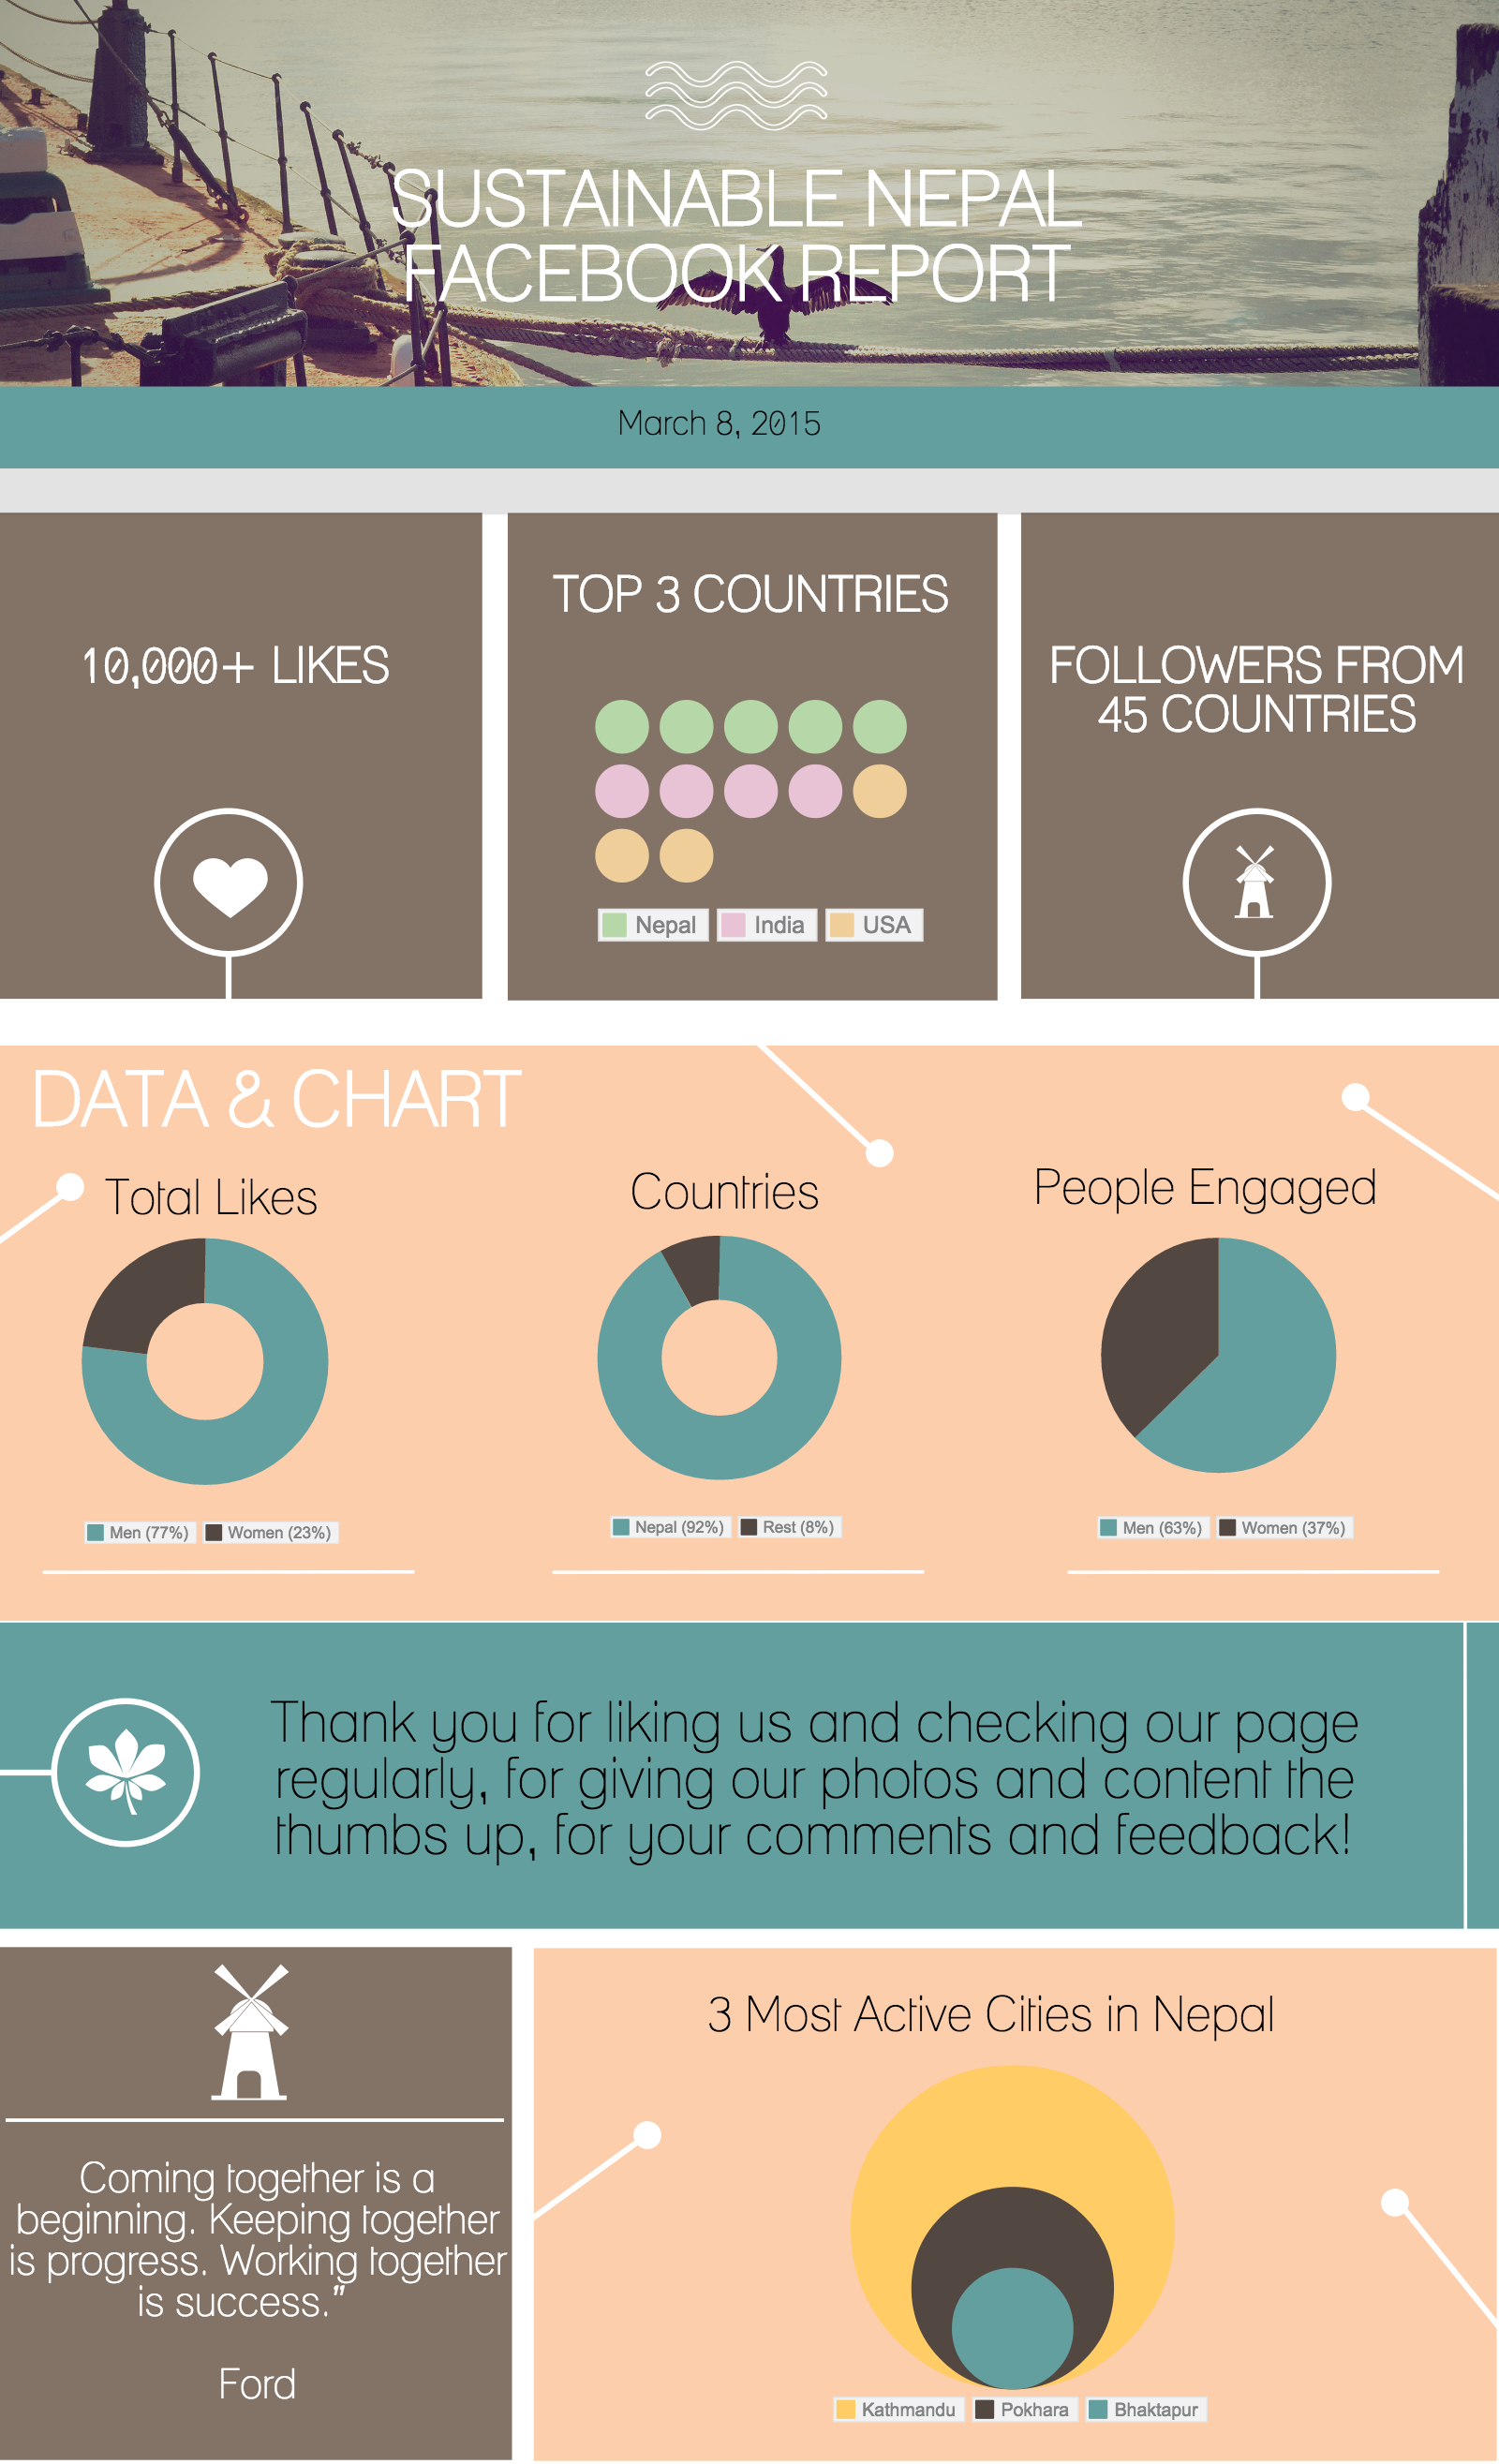 SUSTAINABLE NEPAL
FACEBOOK REPORT
March 8, 2015
10,000+ LIKES
TOP 3 COUNTRIES
Nepal India USA
FOLLOWERS FROM
45 COUNTRIES
DATA & CHART
Total Likes
Men (77%) Women (23%)
Countries
Nepal (92%) Rest (8%)
People Engaged
Men (63%) Women (37%)
Thank you for liking us and checking our page
regularly, for giving our photos and content the
thumbs up, for your comments and feedback!
Coming together is a
beginning. Keeping together
is progress. Working together
is success.”
Ford
3 Most Active Cities in Nepal
Kathmandu Pokhara Bhaktapur